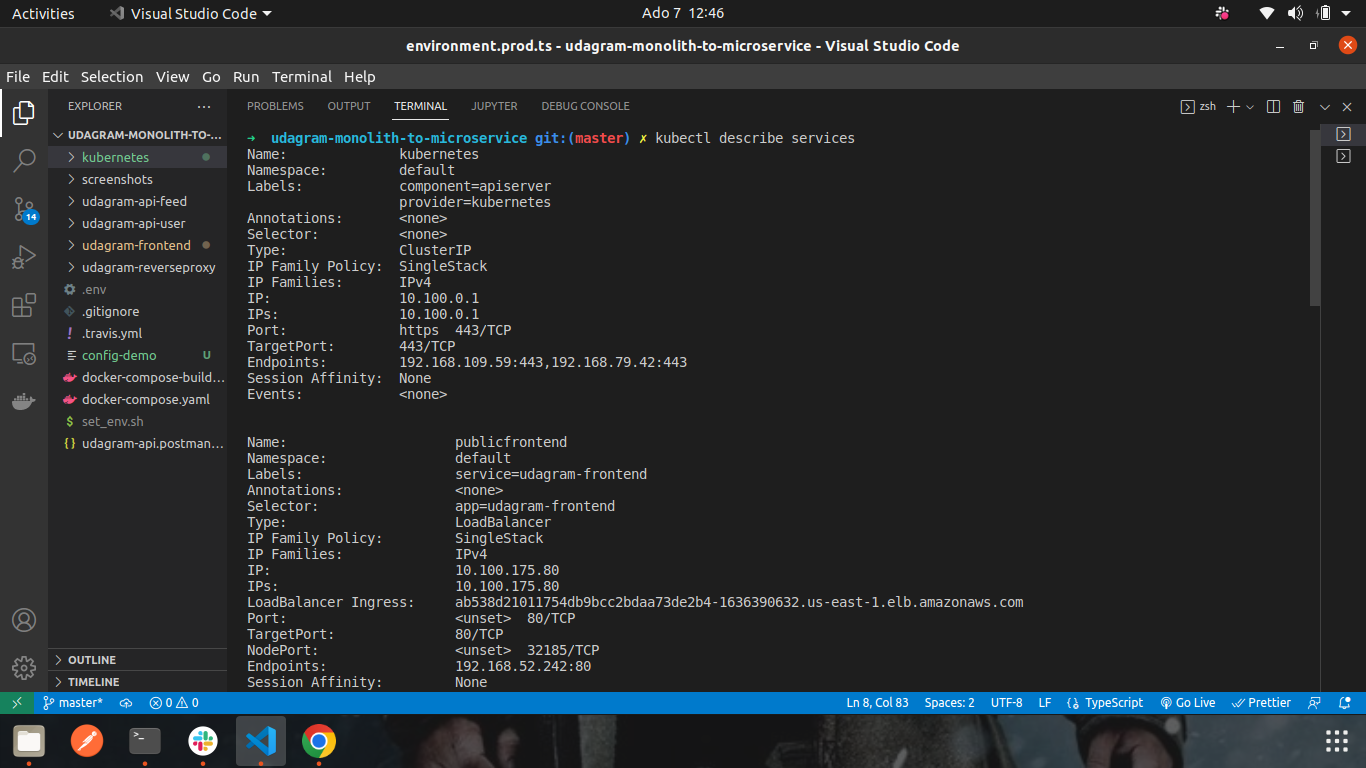 Activities
Visual Studio Code
Ado 7 12:46
environment.prod.ts - udagram-monolith-to-microservice - Visual Studio Code
File Edit Selection View Go Run Terminal Help
EXPLORER
UDAGRAM-MONOLITH-TO-...
kubernetes
screenshots
udagram-api-feed
udagram-api-user
udagram-frontend
udagram-reverseproxy
.env
.gitignore
.travis.yml
config-demo U
docker-compose-build...
docker-compose.yaml
set_env.sh
udagram-api.postman...
OUTLINE
TIMELINE
14
PROBLEMS OUTPUT TERMINAL JUPYTER DEBUG CONSOLE
zsh
➜ udagram-monolith-to-microservice git:(master) ✗ kubectl describe services
Name: kubernetes
Namespace: default
Labels: component=apiserver
provider=kubernetes
Annotations: <none>
Selector: <none>
Type: ClusterIP
IP Family Policy: SingleStack
IP Families: IPv4
IP: 10.100.0.1
IPs: 10.100.0.1
Port: https 443/TCP
TargetPort: 443/TCP
Endpoints: 192.168.109.59:443,192.168.79.42:443
Session Affinity: None
Events: <none>
Name: publicfrontend
Namespace: default
Labels: service=udagram-frontend
Annotations: <none>
Selector: app=udagram-frontend
Type: LoadBalancer
IP Family Policy: SingleStack
IP Families: IPv4
IP: 10.100.175.80
IPs: 10.100.175.80
LoadBalancer Ingress: ab538d21011754db9bcc2bdaa73de2b4-1636390632.us-east-1.elb.amazonaws.com
Port: <unset> 80/TCP
TargetPort: 80/TCP
NodePort: <unset> 32185/TCP
Endpoints: 192.168.52.242:80
Session Affinity: None
master* 0 0 Ln 8, Col 83 Spaces: 2 UTF-8 LF TypeScript Go Live Prettier